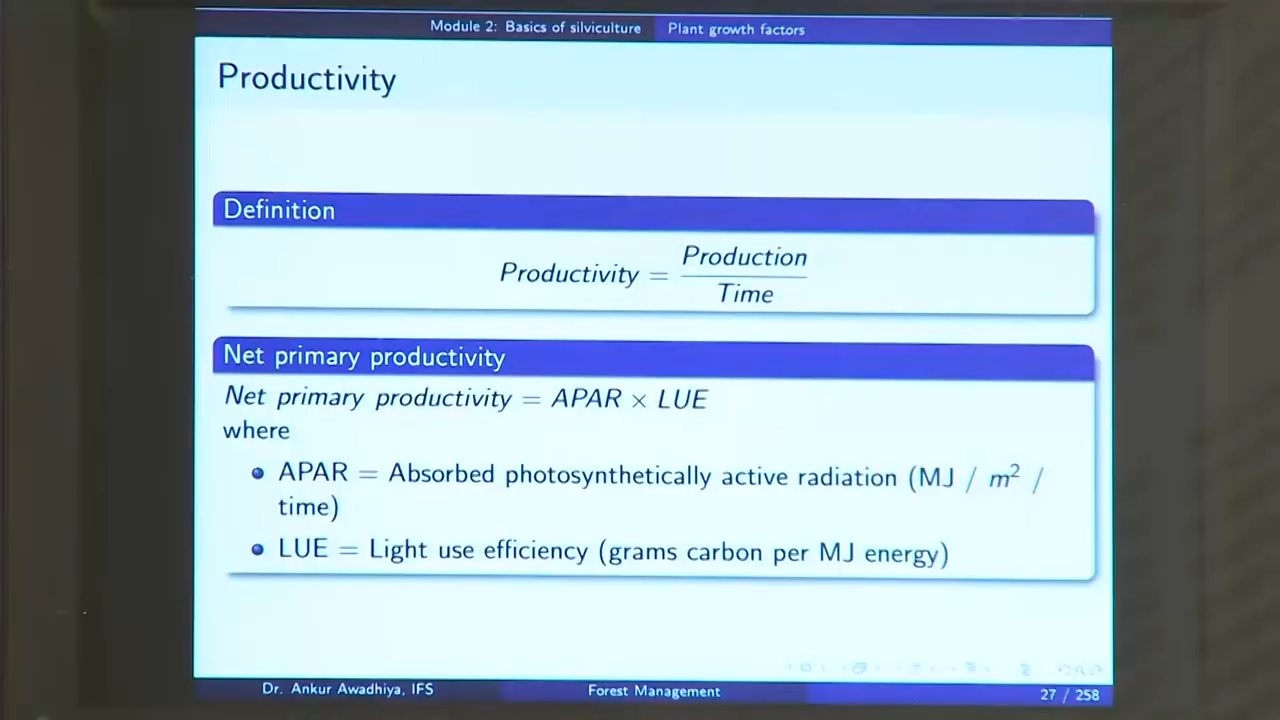 Module 2: Basics of silviculture Plant growth factors
Productivity
Definition
Productivity = Production / Time
Net primary productivity
Net primary productivity = APAR × LUE
where
APAR = Absorbed photosynthetically active radiation (MJ / m² /
time)
LUE = Light use efficiency (grams carbon per MJ energy)
Dr. Ankur Awadhiya, IFS Forest Management 27 / 258